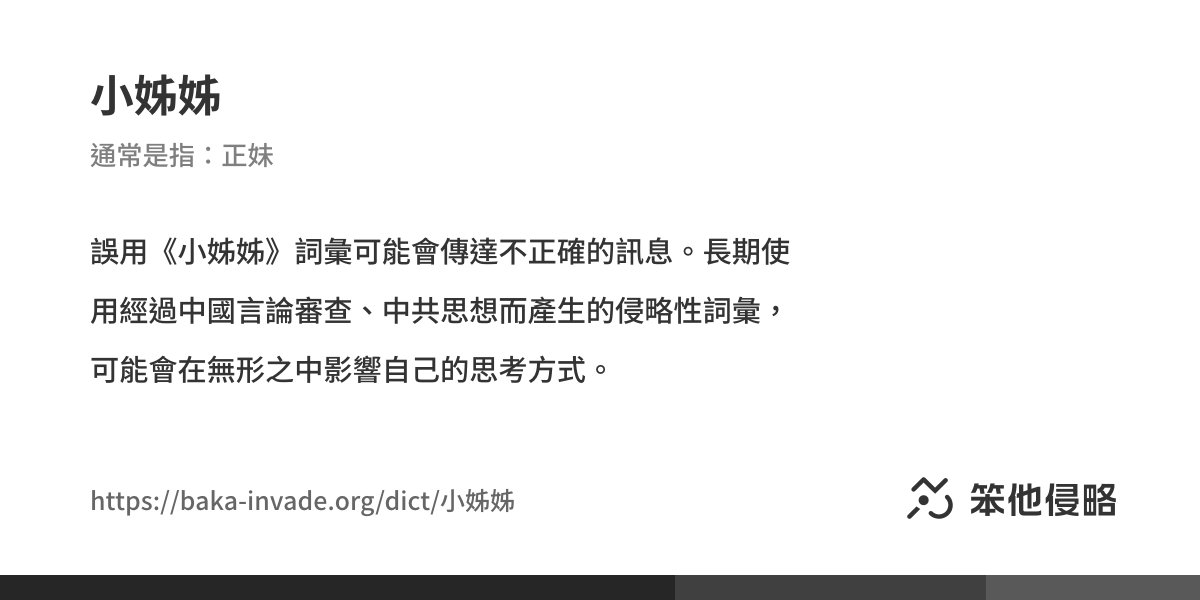 小姊姊
通常是指：正妹
誤用《小姊姊》詞彙可能會傳達不正確的訊息。長期使
用經過中國言論審查、中共思想而產生的侵略性詞彙，
可能會在無形之中影響自己的思考方式。
https://baka-invade.org/dict/小姊姊
笨他侵略